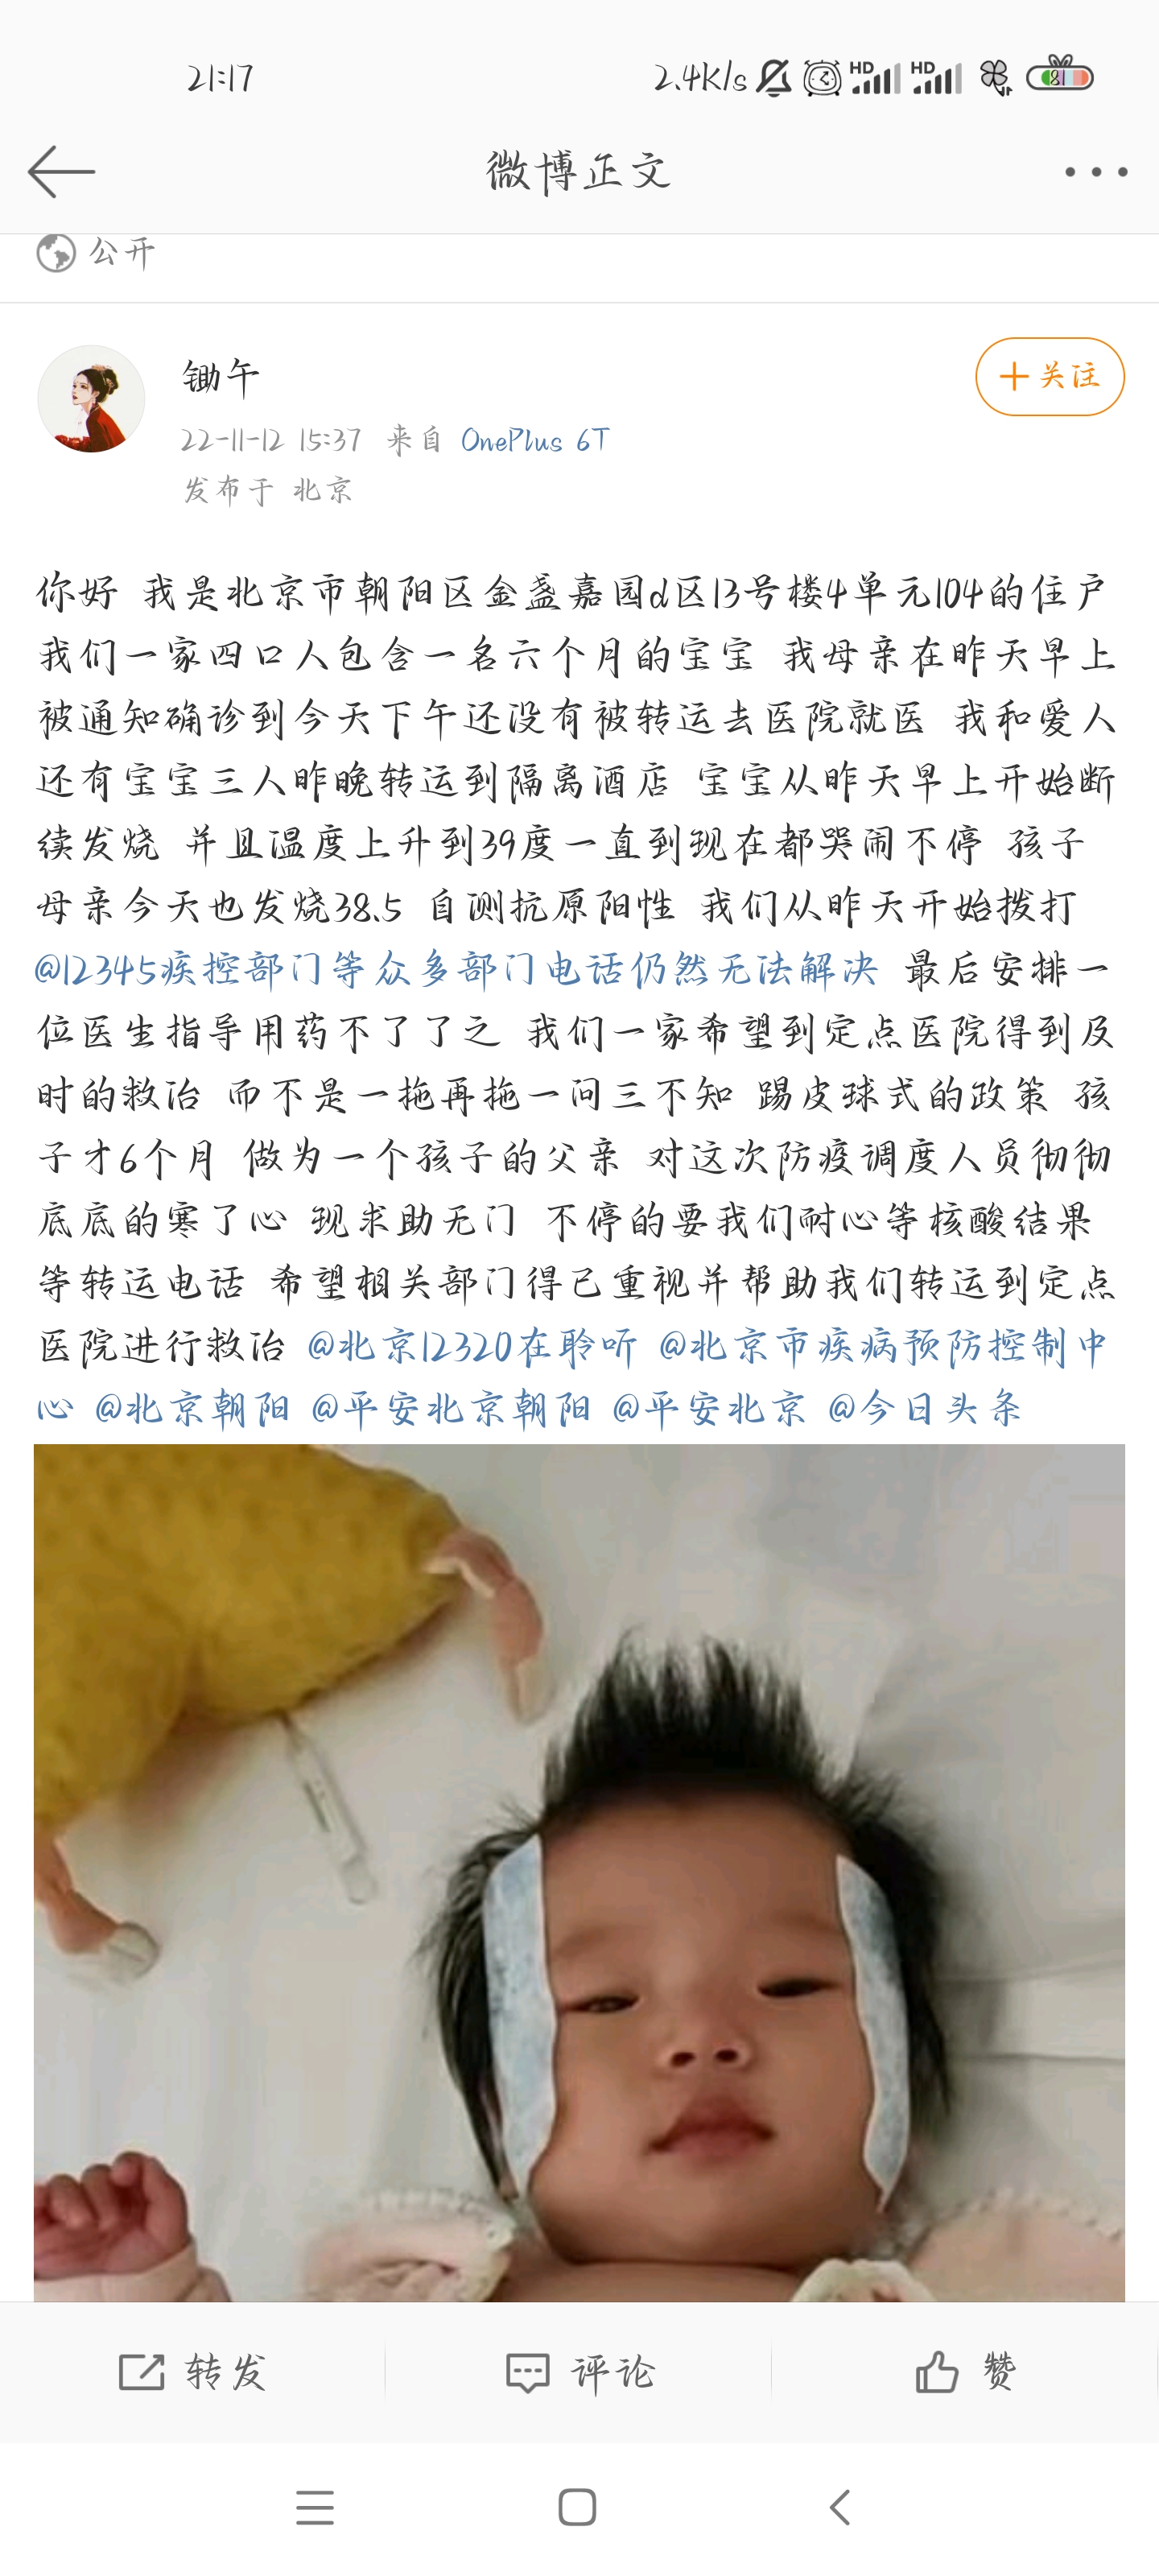 21:17
2.4K/s HD HD 81
微博正文
公开
锄午
+关注
22-11-12 15:37 来自 OnePlus 6T
发布于 北京
你好 我是北京市朝阳区金盏嘉园d区13号楼4单元104的住户
我们一家四口人包含一名六个月的宝宝 我母亲在昨天早上
被通知确诊到今天下午还没有被转运去医院就医 我和爱人
还有宝宝三人昨晚转运到隔离酒店 宝宝从昨天早上开始断
续发烧 并且温度上升到39度一直到现在都哭闹不停 孩子
母亲今天也发烧38.5 自测抗原阳性 我们从昨天开始拨打
@12345疾控部门等众多部门电话仍然无法解决 最后安排一
位医生指导用药不了了之 我们一家希望到定点医院得到及
时的救治 而不是一拖再拖一问三不知 踢皮球式的政策 孩
子才6个月 做为一个孩子的父亲 对这次防疫调度人员彻彻
底底的寒了心 现求助无门 不停的要我们耐心等核酸结果
等转运电话 希望相关部门得已重视并帮助我们转运到定点
医院进行救治 @北京12320在聆听 @北京市疾病预防控制中
心 @北京朝阳 @平安北京朝阳 @平安北京 @今日头条
转发 评论 赞